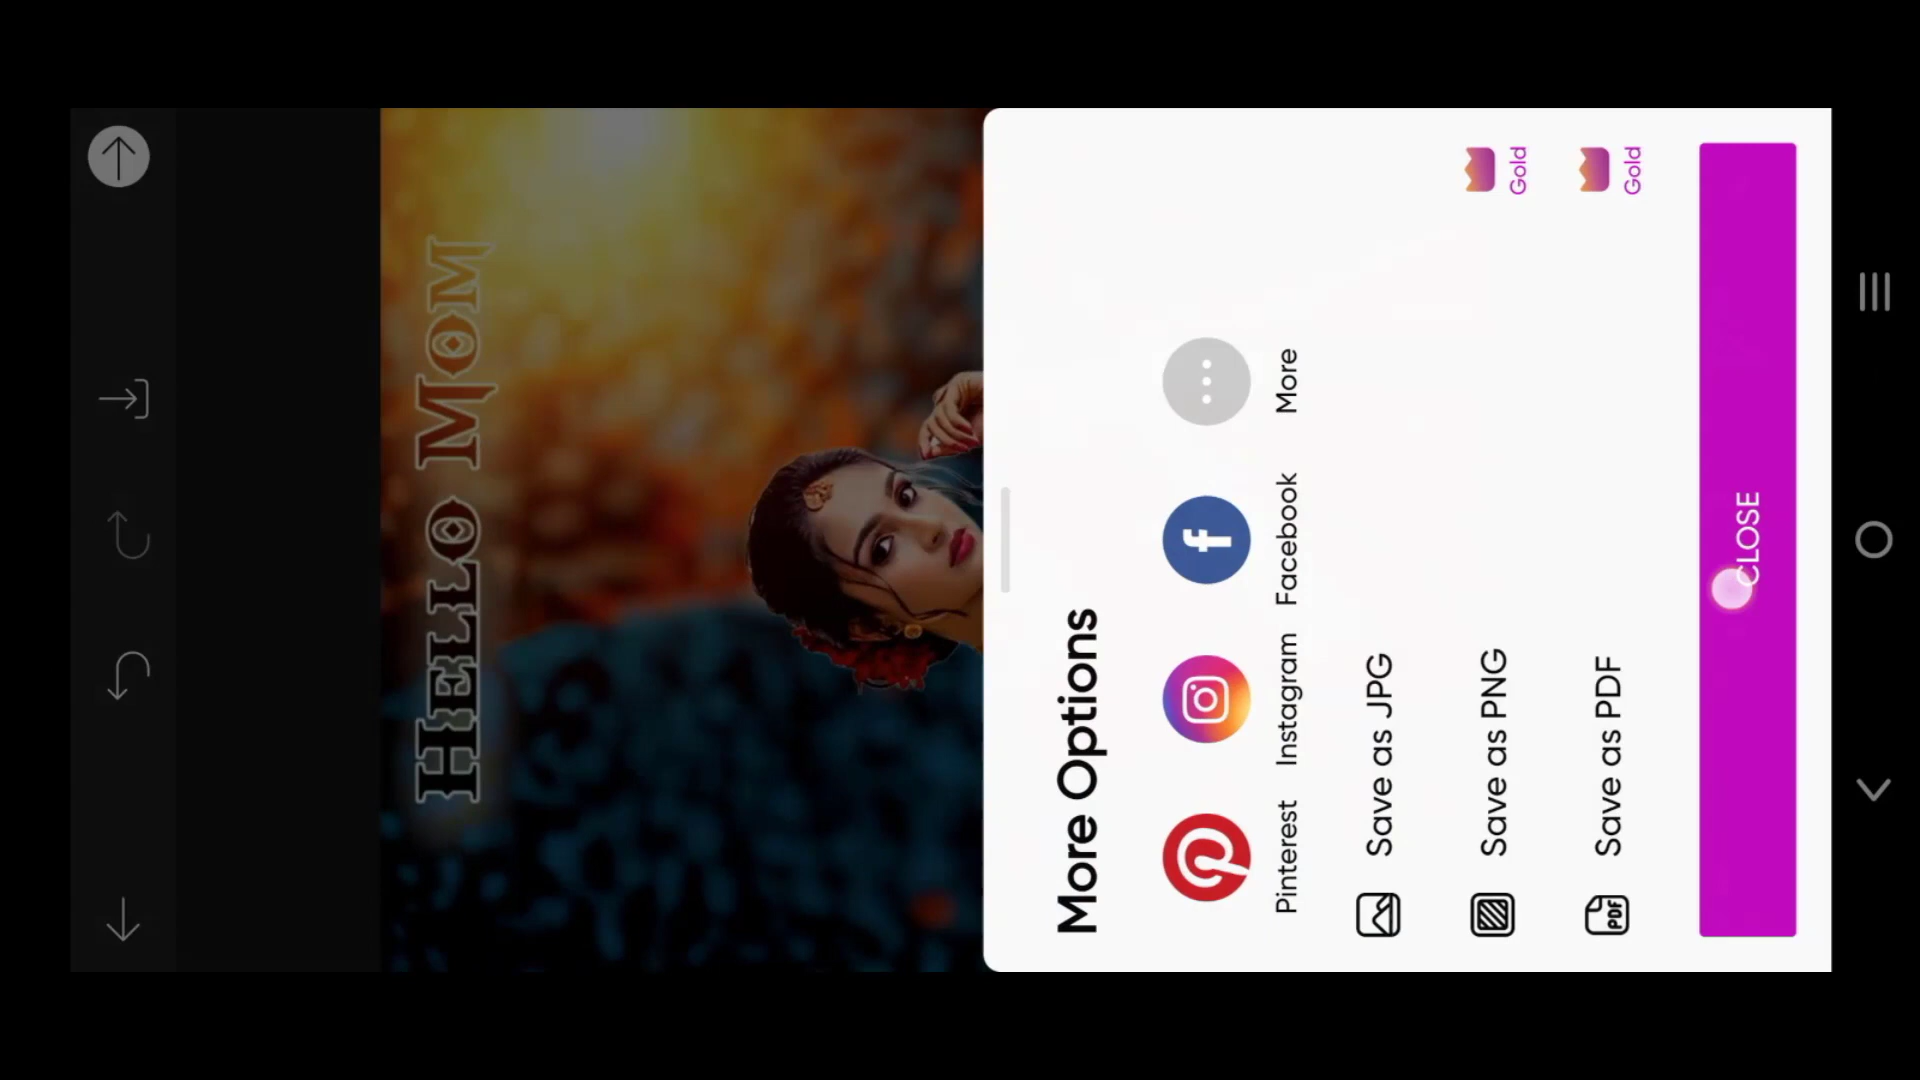 Hello Mom
More Options
Pinterest
Instagram
Facebook
More
Save as JPG
Save as PNG
Gold
PDF
Save as PDF
Gold
CLOSE